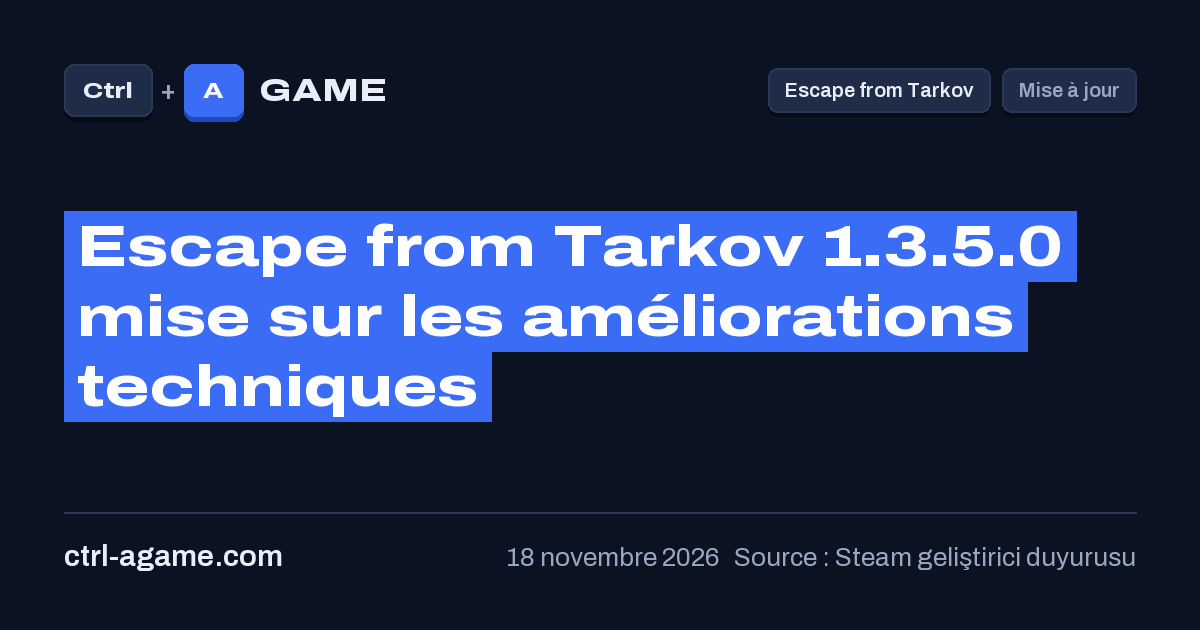 Ctrl + A GAME
Escape from Tarkov
Mise à jour
Escape from Tarkov 1.3.5.0
mise sur les améliorations
techniques
ctrl-agame.com
18 novembre 2026 Source : Steam geliştirici duyurusu